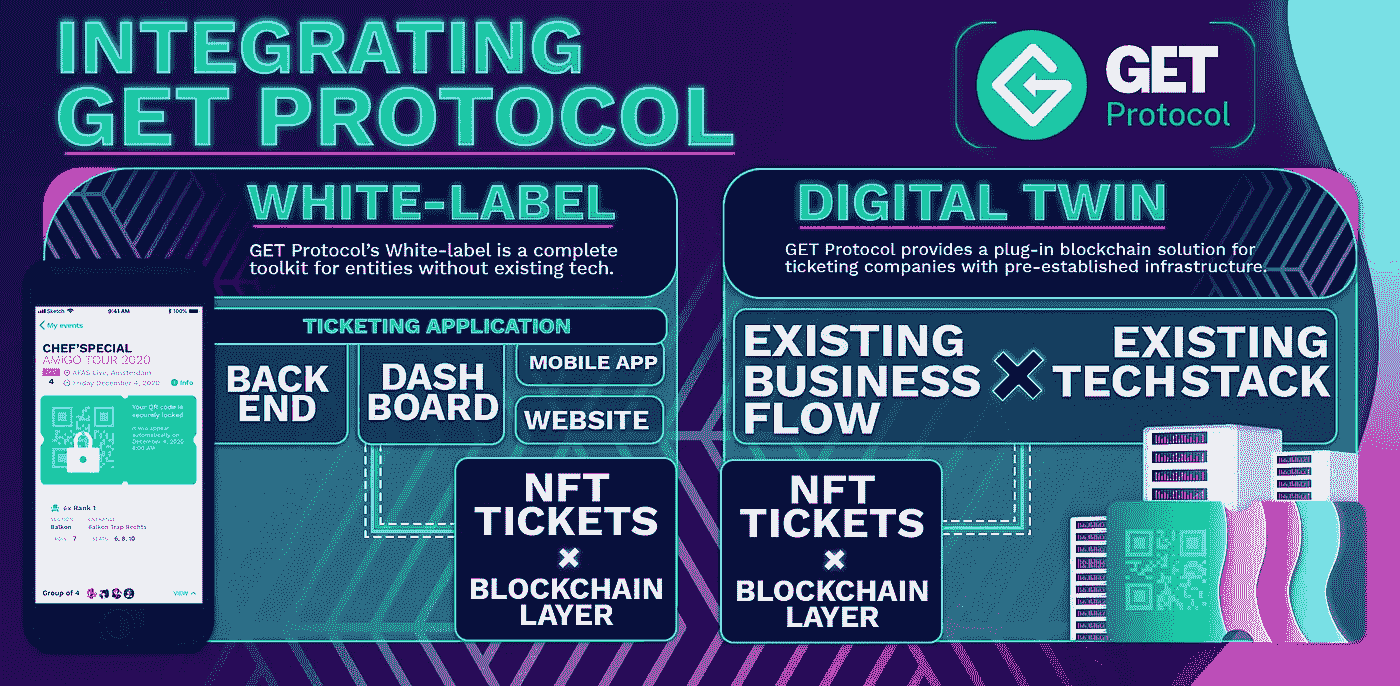 INTEGRATING
GET PROTOCOL
GET
Protocol
WHITE-LABEL
GET Protocol's White-label is a complete
toolkit for entities without existing tech.
Sketch 9:41 AM 100%
My events
CHEF'SPECIAL
AMIGO TOUR 2020
AFAS Live, Amsterdam
4 Friday December 4, 2020 Info
Your QR code is
securely locked
It will appear
automatically on
December 4, 2020
8:00 AM
6x Rank 1
Balkon Balkon Trap Rechts
7 6, 8, 10
Group of 4 VIEW
TICKETING APPLICATION
BACK
END
DASH
BOARD
MOBILE APP
WEBSITE
NFT
TICKETS
×
BLOCKCHAIN
LAYER
DIGITAL TWIN
GET Protocol provides a plug-in blockchain solution for
ticketing companies with pre-established infrastructure.
EXISTING
BUSINESS
FLOW
×
EXISTING
TECH STACK
NFT
TICKETS
×
BLOCKCHAIN
LAYER